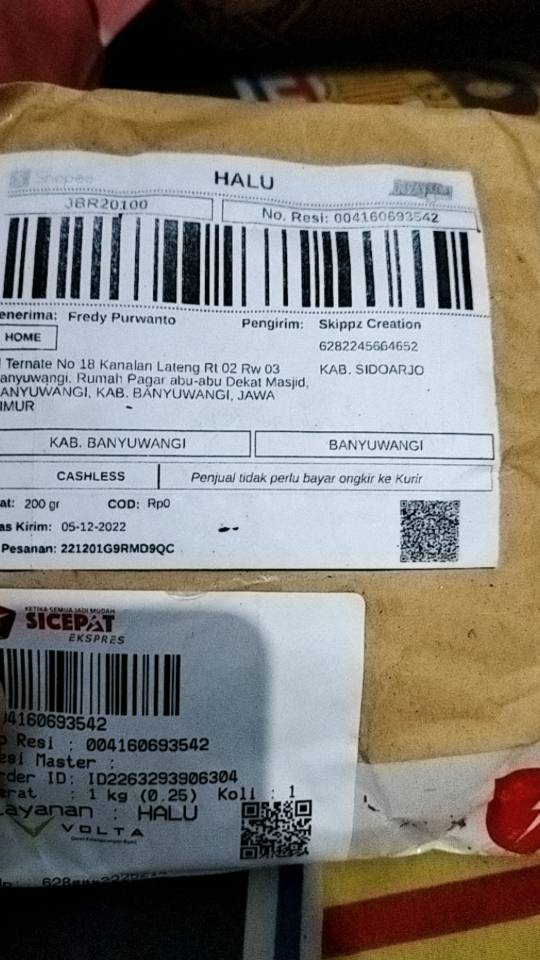 Shopee
HALU
JBR20100
No. Resi: 004160693542
enerima: Fredy Purwanto
Pengirim: Skippz Creation
HOME
6282245664652
Ternate No 18 Kanalan Lateng Rt 02 Rw 03
KAB. SIDOARJO
anyuwangi. Rumah Pagar abu-abu Dekat Masjid,
ANYUWANGI, KAB. BANYUWANGI, JAWA
IMUR
KAB. BANYUWANGI
BANYUWANGI
CASHLESS
Penjual tidak perlu bayar ongkir ke Kurir
at: 200 gr
COD: Rp0
as Kirim: 05-12-2022
Pesanan: 221201G9RMD9QC
KETIKA SEMUA JADI MUDAH
SICEPAT
EKSPRES
04160693542
o Resi : 004160693542
esi Master :
rder ID: ID2263293906304
erat : 1 kg (0.25) Koli : 1
ayanan : HALU
VOLTA